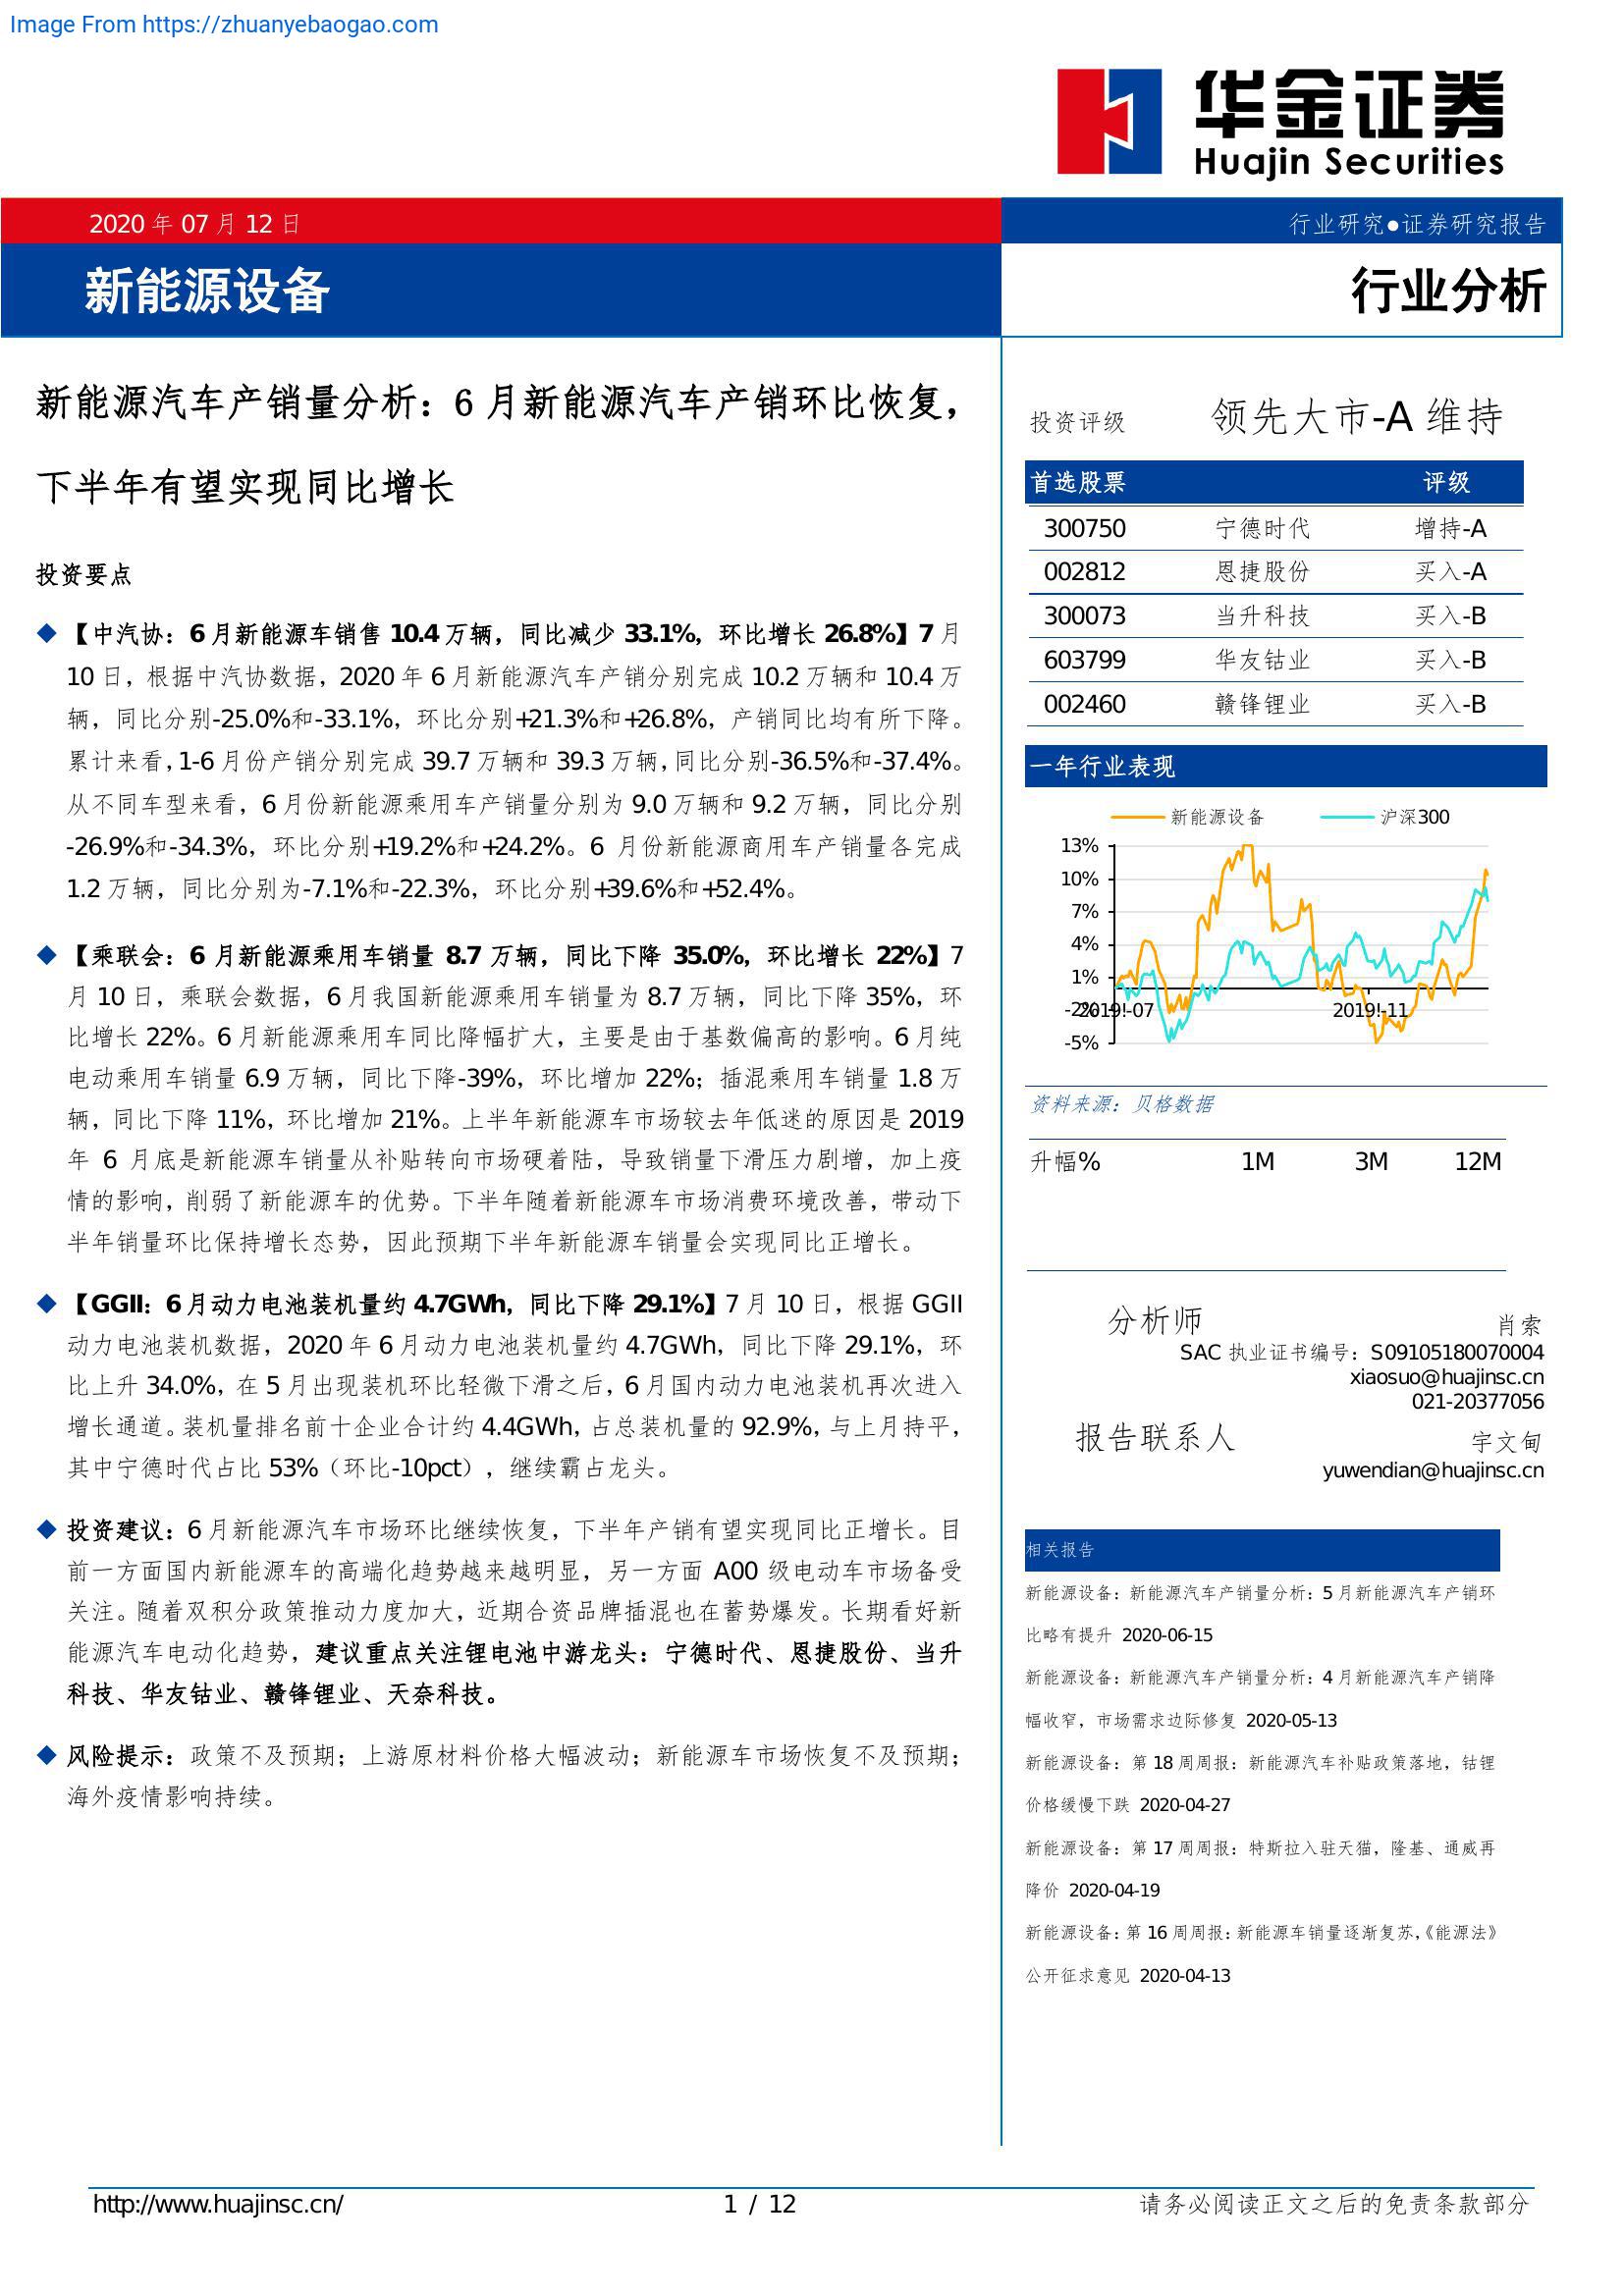 Image From https://zhuanyebaogao.com
华金证券
Huajin Securities
2020 年 07 月 12 日
行业研究●证券研究报告
新能源设备
行业分析
新能源汽车产销量分析：6 月新能源汽车产销环比恢复，
下半年有望实现同比增长
投资要点
◆ 【中汽协：6 月新能源车销售 10.4 万辆，同比减少 33.1%，环比增长 26.8%】7 月
10 日，根据中汽协数据，2020 年 6 月新能源汽车产销分别完成 10.2 万辆和 10.4 万
辆，同比分别-25.0%和-33.1%，环比分别+21.3%和+26.8%，产销同比均有所下降。
累计来看，1-6 月份产销分别完成 39.7 万辆和 39.3 万辆，同比分别-36.5%和-37.4%。
从不同车型来看，6 月份新能源乘用车产销量分别为 9.0 万辆和 9.2 万辆，同比分别
-26.9%和-34.3%，环比分别+19.2%和+24.2%。6 月份新能源商用车产销量各完成
1.2 万辆，同比分别为-7.1%和-22.3%，环比分别+39.6%和+52.4%。
◆ 【乘联会：6 月新能源乘用车销量 8.7 万辆，同比下降 35.0%，环比增长 22%】7
月 10 日，乘联会数据，6 月我国新能源乘用车销量为 8.7 万辆，同比下降 35%，环
比增长 22%。6 月新能源乘用车同比降幅扩大，主要是由于基数偏高的影响。6 月纯
电动乘用车销量 6.9 万辆，同比下降-39%，环比增加 22%；插混乘用车销量 1.8 万
辆，同比下降 11%，环比增加 21%。上半年新能源车市场较去年低迷的原因是 2019
年 6 月底是新能源车销量从补贴转向市场硬着陆，导致销量下滑压力剧增，加上疫
情的影响，削弱了新能源车的优势。下半年随着新能源车市场消费环境改善，带动下
半年销量环比保持增长态势，因此预期下半年新能源车销量会实现同比正增长。
◆ 【GGII：6 月动力电池装机量约 4.7GWh，同比下降 29.1%】7 月 10 日，根据 GGII
动力电池装机数据，2020 年 6 月动力电池装机量约 4.7GWh，同比下降 29.1%，环
比上升 34.0%，在 5 月出现装机环比轻微下滑之后，6 月国内动力电池装机再次进入
增长通道。装机量排名前十企业合计约 4.4GWh，占总装机量的 92.9%，与上月持平，
其中宁德时代占比 53%（环比-10pct），继续霸占龙头。
◆ 投资建议：6 月新能源汽车市场环比继续恢复，下半年产销有望实现同比正增长。目
前一方面国内新能源车的高端化趋势越来越明显，另一方面 A00 级电动车市场备受
关注。随着双积分政策推动力度加大，近期合资品牌插混也在蓄势爆发。长期看好新
能源汽车电动化趋势，建议重点关注锂电池中游龙头：宁德时代、恩捷股份、当升
科技、华友钴业、赣锋锂业、天奈科技。
◆ 风险提示：政策不及预期；上游原材料价格大幅波动；新能源车市场恢复不及预期；
海外疫情影响持续。
投资评级 领先大市-A 维持
首选股票 评级
300750 宁德时代 增持-A
002812 恩捷股份 买入-A
300073 当升科技 买入-B
603799 华友钴业 买入-B
002460 赣锋锂业 买入-B
一年行业表现
新能源设备 沪深300
13%
10%
7%
4%
1%
-2%
2019!-07 2019!-11
-5%
资料来源：贝格数据
升幅% 1M 3M 12M
分析师 肖索
SAC 执业证书编号：S09105180070004
xiaosuo@huajinsc.cn
021-20377056
报告联系人 宇文甸
yuwendian@huajinsc.cn
相关报告
新能源设备：新能源汽车产销量分析：5 月新能源汽车产销环
比略有提升 2020-06-15
新能源设备：新能源汽车产销量分析：4 月新能源汽车产销降
幅收窄，市场需求边际修复 2020-05-13
新能源设备：第 18 周周报：新能源汽车补贴政策落地，钴锂
价格缓慢下跌 2020-04-27
新能源设备：第 17 周周报：特斯拉入驻天猫，隆基、通威再
降价 2020-04-19
新能源设备：第 16 周周报：新能源车销量逐渐复苏，《能源法》
公开征求意见 2020-04-13
http://www.huajinsc.cn/ 1 / 12 请务必阅读正文之后的免责条款部分